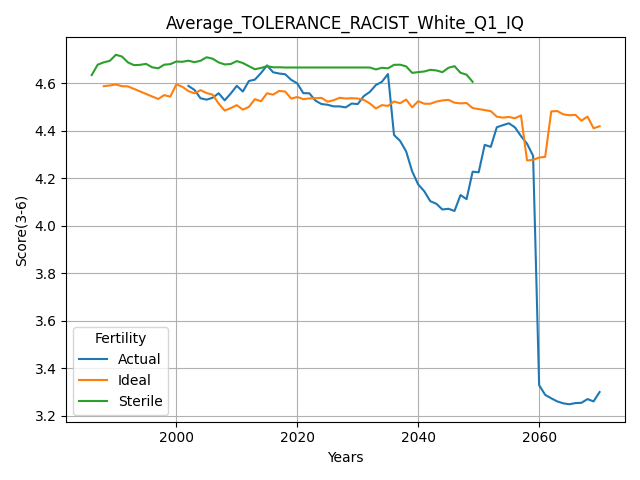 Average_TOLERANCE_RACIST_White_Q1_IQ
Score(3-6)
4.6
4.4
4.2
4.0
3.8
3.6
3.4
3.2
Fertility
Actual
Ideal
Sterile
2000
2020
2040
2060
Years